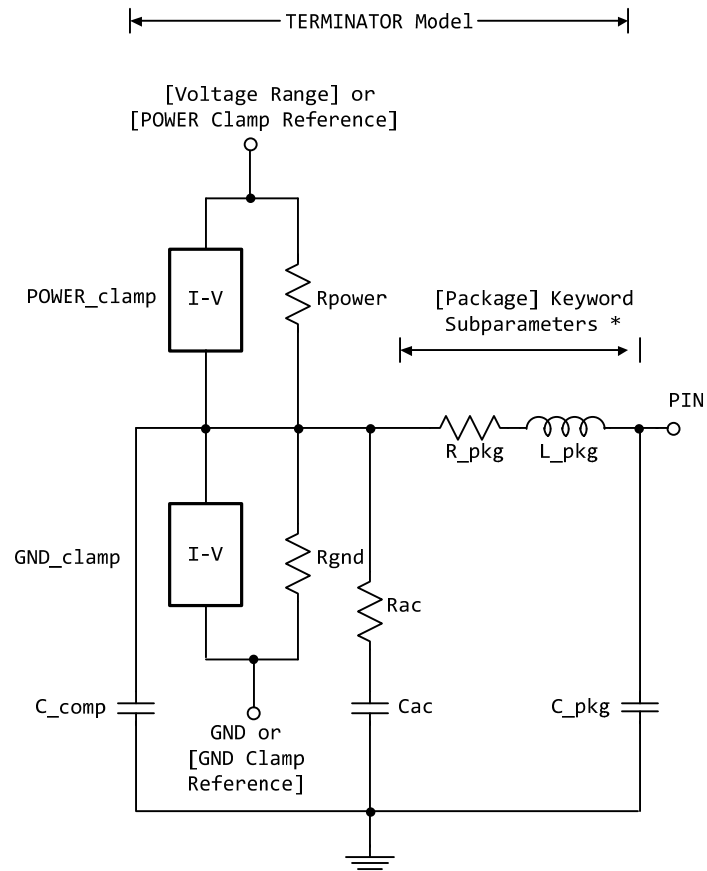 TERMINATOR Model
[Voltage Range] or
[POWER Clamp Reference]
POWER_clamp
I-V
Rpower
[Package] Keyword
Subparameters *
PIN
R_pkg
L_pkg
GND_clamp
I-V
Rgnd
Rac
C_comp
Cac
C_pkg
GND or
[GND Clamp
Reference]